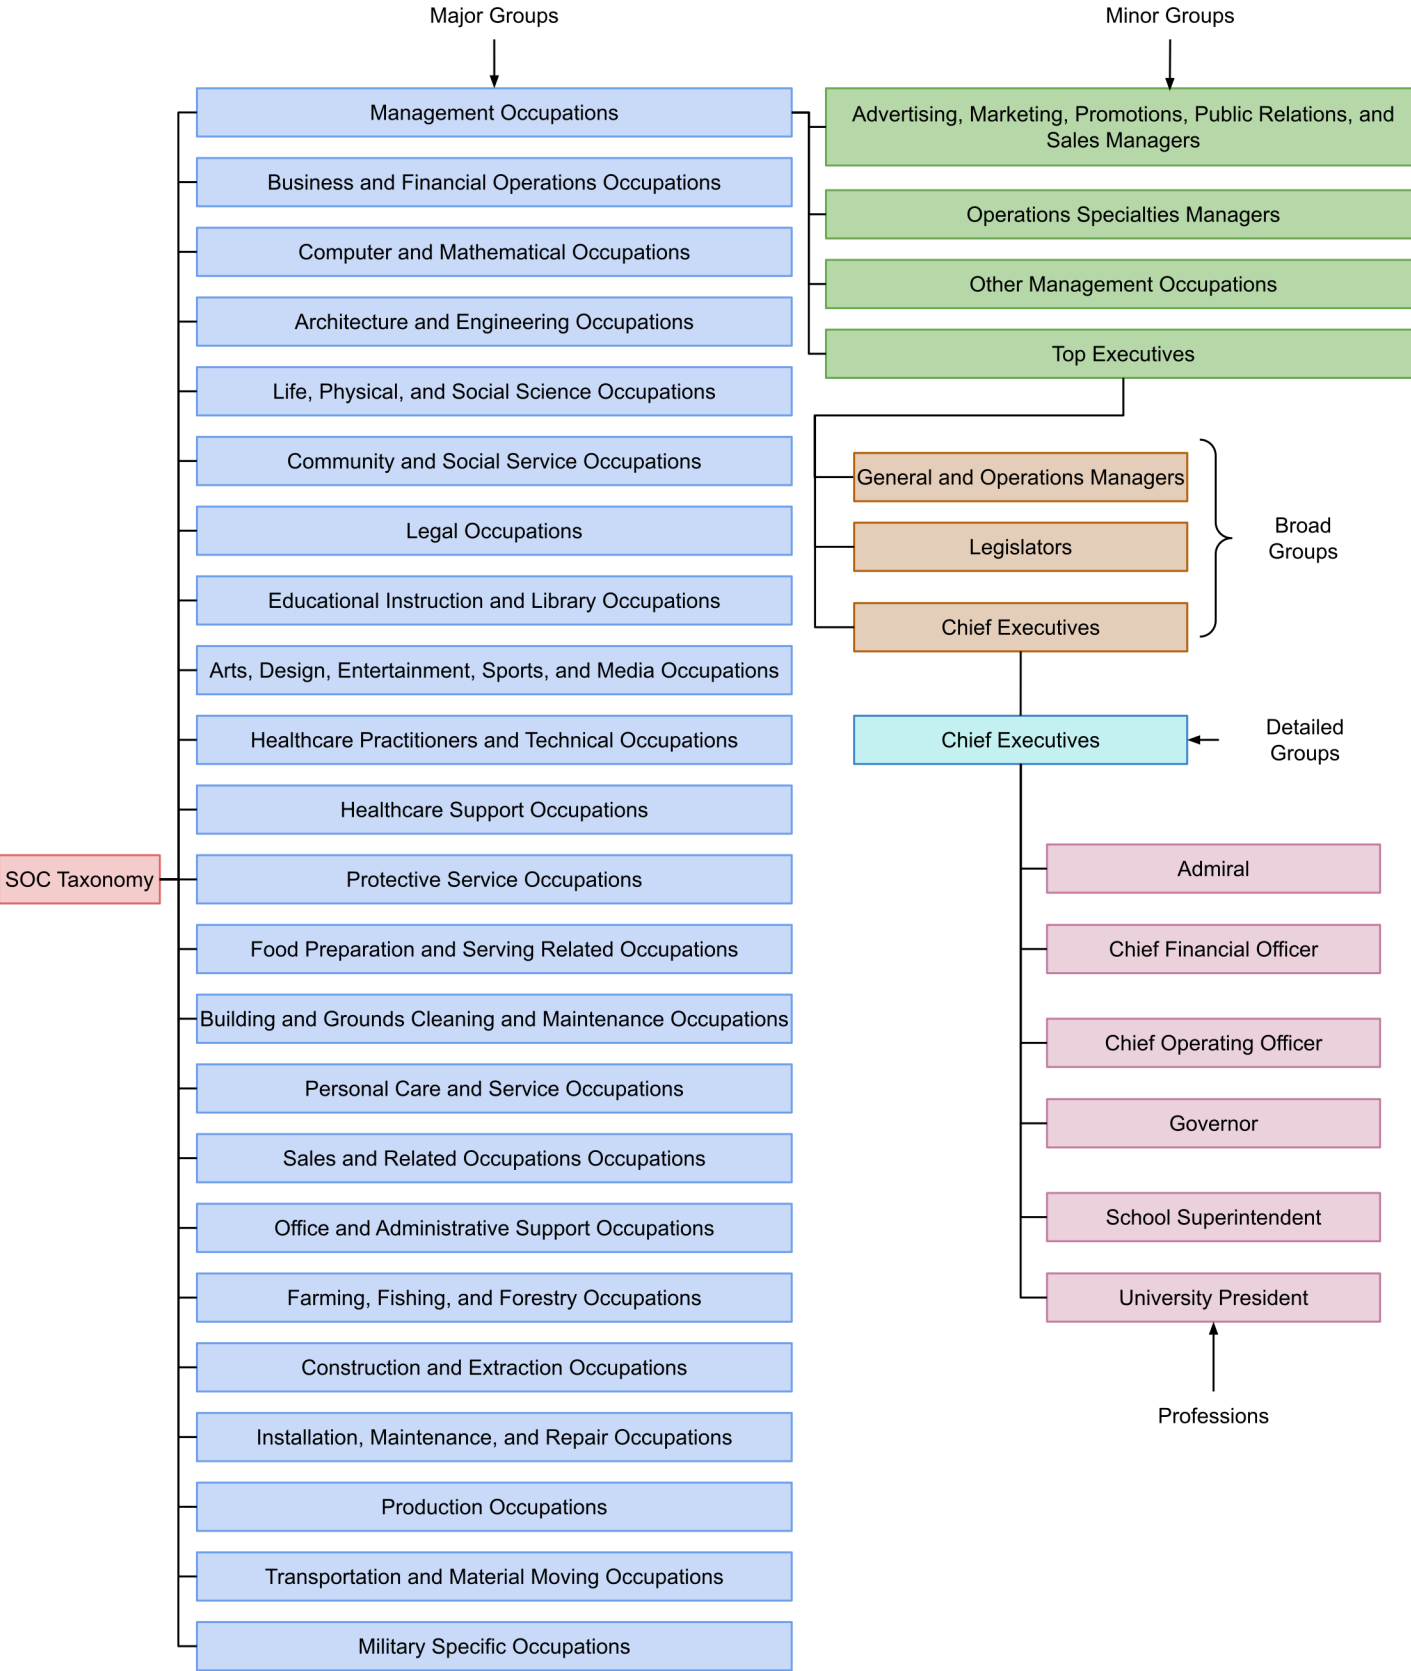 Major Groups
Minor Groups
Management Occupations
Business and Financial Operations Occupations
Computer and Mathematical Occupations
Architecture and Engineering Occupations
Life, Physical, and Social Science Occupations
Community and Social Service Occupations
Legal Occupations
Educational Instruction and Library Occupations
Arts, Design, Entertainment, Sports, and Media Occupations
Healthcare Practitioners and Technical Occupations
Healthcare Support Occupations
SOC Taxonomy
Protective Service Occupations
Food Preparation and Serving Related Occupations
Building and Grounds Cleaning and Maintenance Occupations
Personal Care and Service Occupations
Sales and Related Occupations Occupations
Office and Administrative Support Occupations
Farming, Fishing, and Forestry Occupations
Construction and Extraction Occupations
Installation, Maintenance, and Repair Occupations
Production Occupations
Transportation and Material Moving Occupations
Military Specific Occupations
Advertising, Marketing, Promotions, Public Relations, and
Sales Managers
Operations Specialties Managers
Other Management Occupations
Top Executives
General and Operations Managers
Legislators
Chief Executives
Broad
Groups
Chief Executives
Detailed
Groups
Admiral
Chief Financial Officer
Chief Operating Officer
Governor
School Superintendent
University President
Professions